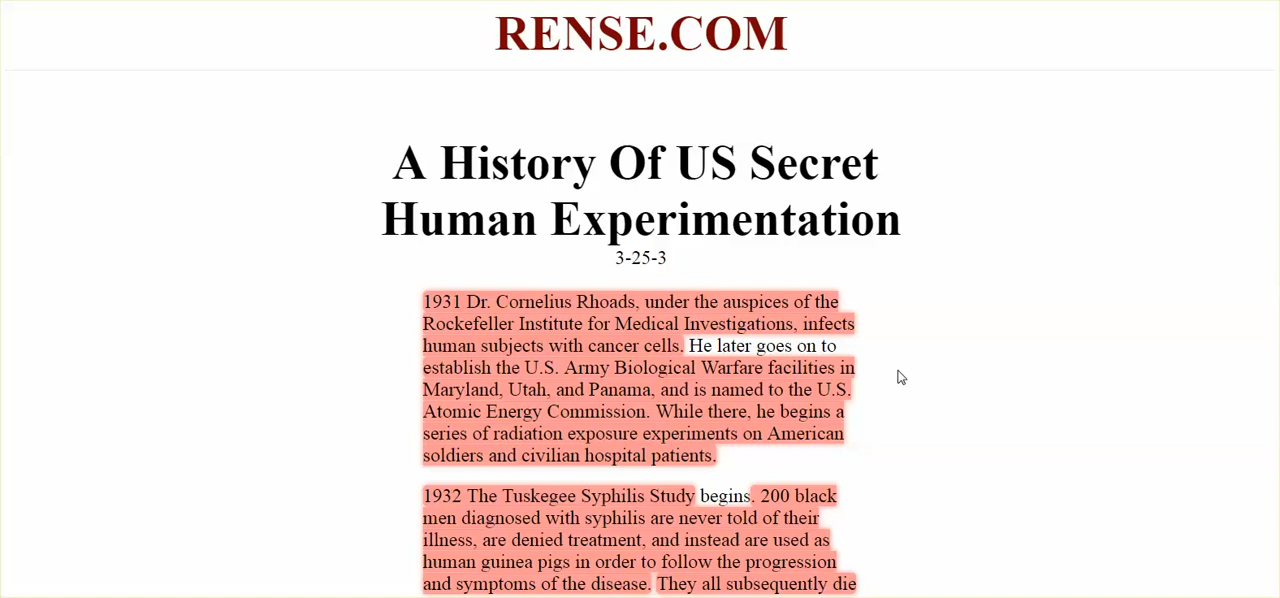 RENSE.COM
A History Of US Secret
Human Experimentation
3-25-3
1931 Dr. Cornelius Rhoads, under the auspices of the
Rockefeller Institute for Medical Investigations, infects
human subjects with cancer cells. He later goes on to
establish the U.S. Army Biological Warfare facilities in
Maryland, Utah, and Panama, and is named to the U.S.
Atomic Energy Commission. While there, he begins a
series of radiation exposure experiments on American
soldiers and civilian hospital patients.
1932 The Tuskegee Syphilis Study begins. 200 black
men diagnosed with syphilis are never told of their
illness, are denied treatment, and instead are used as
human guinea pigs in order to follow the progression
and symptoms of the disease. They all subsequently die